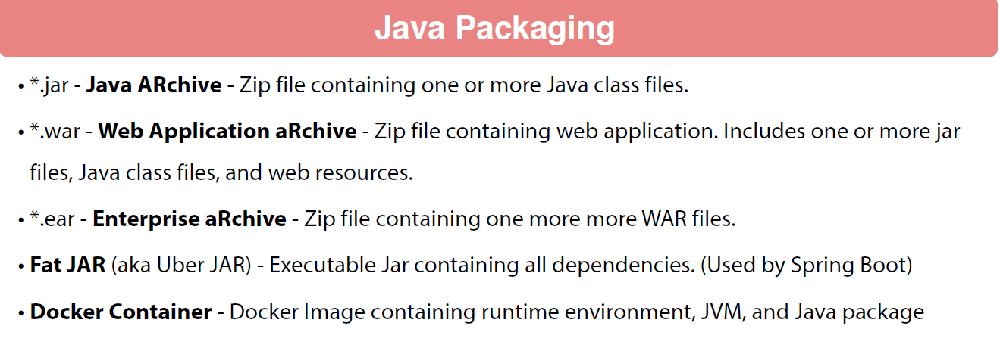 Java Packaging
• *.jar - Java ARchive - Zip file containing one or more Java class files.
• *.war - Web Application aRchive - Zip file containing web application. Includes one or more jar
files, Java class files, and web resources.
• *.ear - Enterprise aRchive - Zip file containing one more more WAR files.
• Fat JAR (aka Uber JAR) - Executable Jar containing all dependencies. (Used by Spring Boot)
• Docker Container - Docker Image containing runtime environment, JVM, and Java package